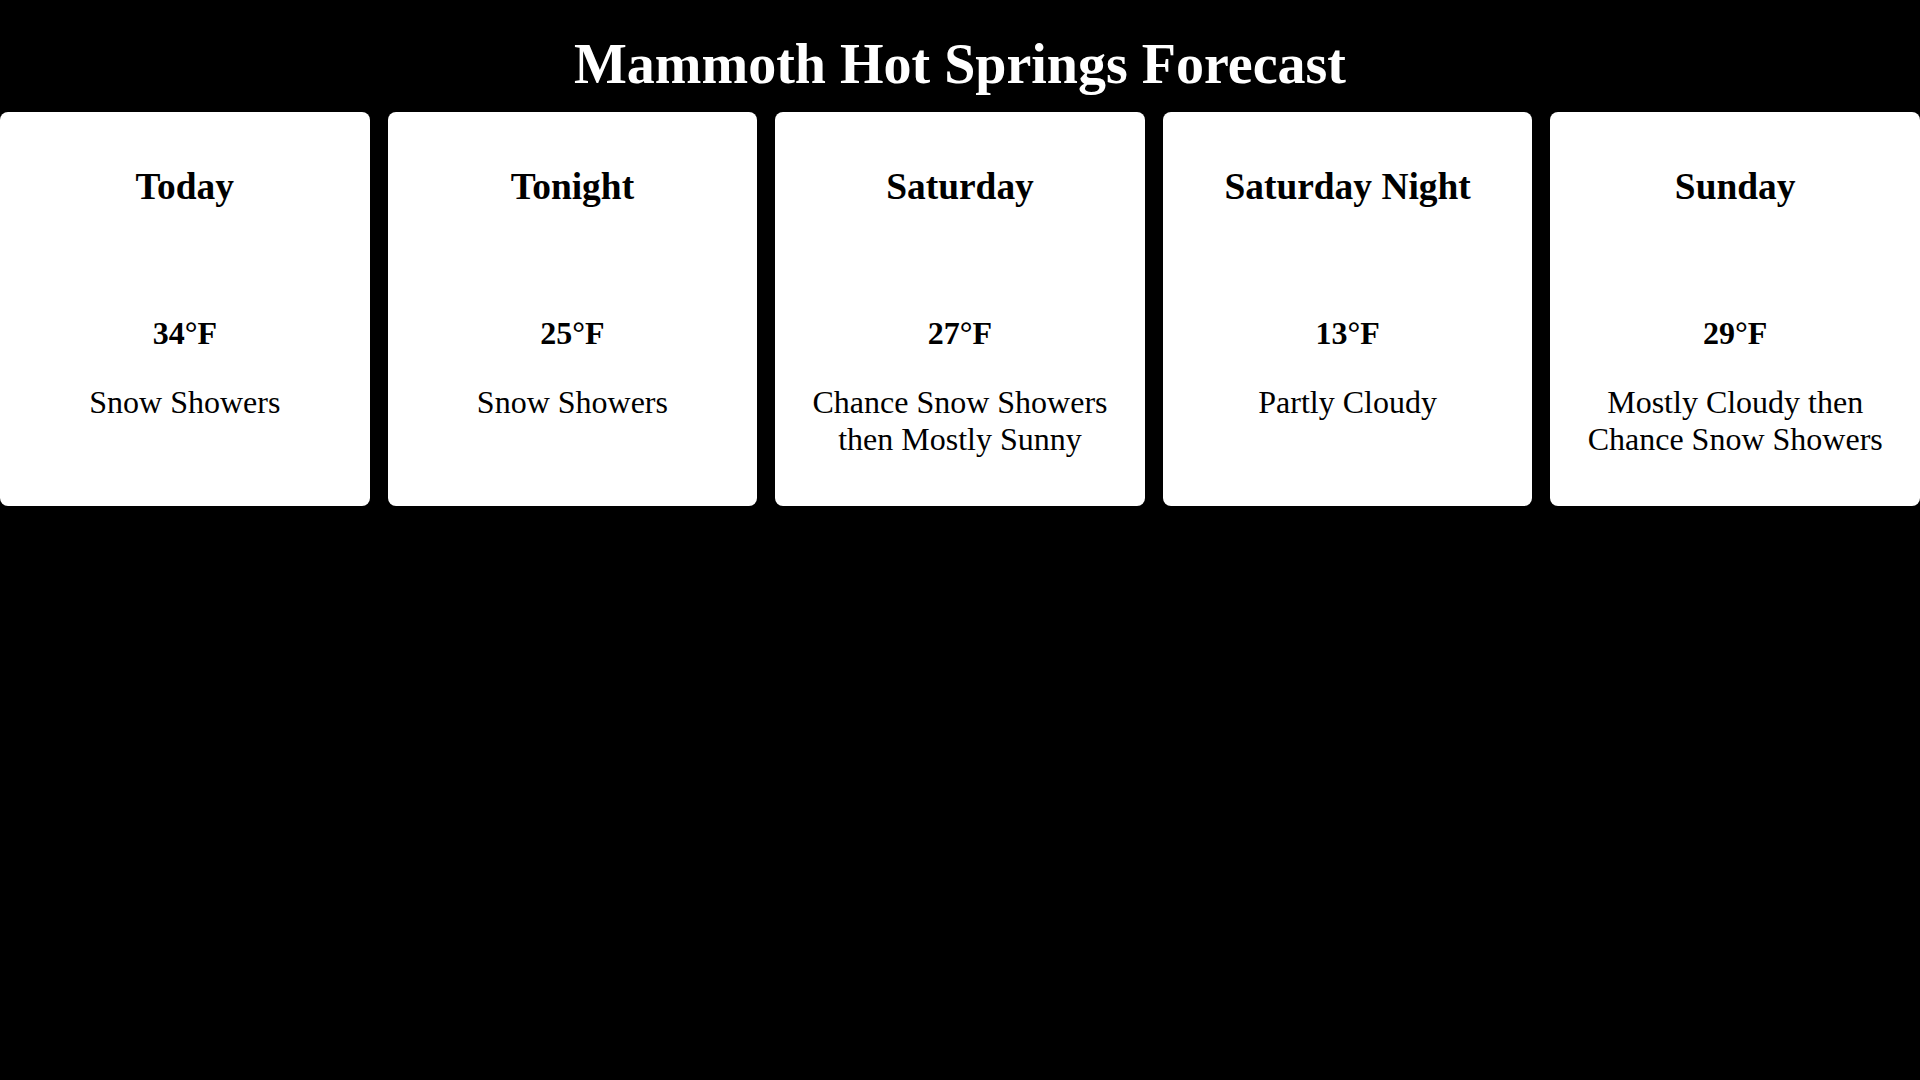 Mammoth Hot Springs Forecast
Today
34°F
Snow Showers
Tonight
25°F
Snow Showers
Saturday
27°F
Chance Snow Showers
then Mostly Sunny
Saturday Night
13°F
Partly Cloudy
Sunday
29°F
Mostly Cloudy then
Chance Snow Showers